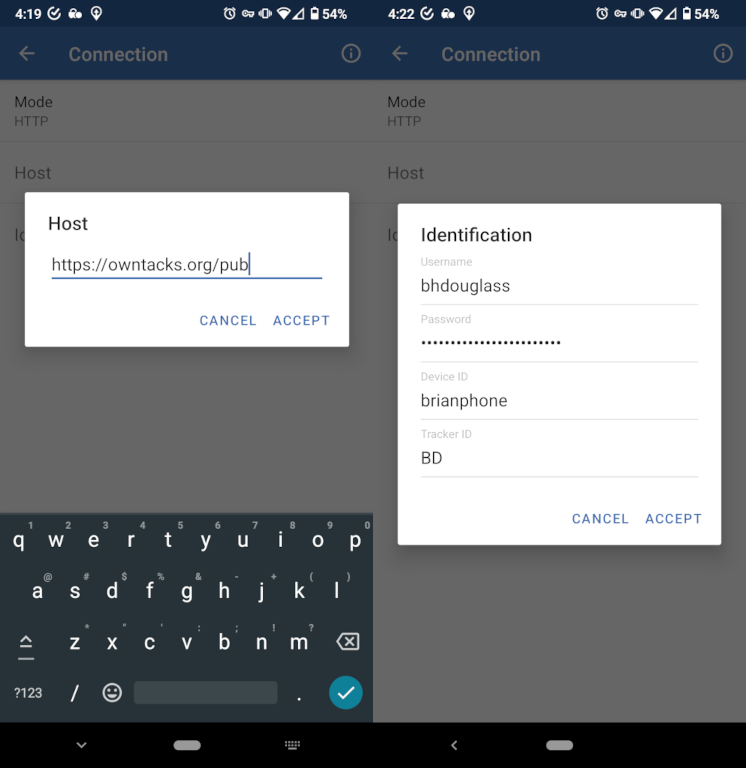 4:19 54%
Connection
Mode
HTTP
Host
Id
Host
https://owntacks.org/pub
CANCEL ACCEPT
1 2 3 4 5 6 7 8 9 0
q w e r t y u i o p
@ # $ % & - + ( )
a s d f g h j k l
* " ' : ; ! ?
z x c v b n m
?123 / .
4:22 54%
Connection
Mode
HTTP
Host
Id
Identification
Username
bhdouglass
Password
••••••••••••••••••••••••
Device ID
brianphone
Tracker ID
BD
CANCEL ACCEPT